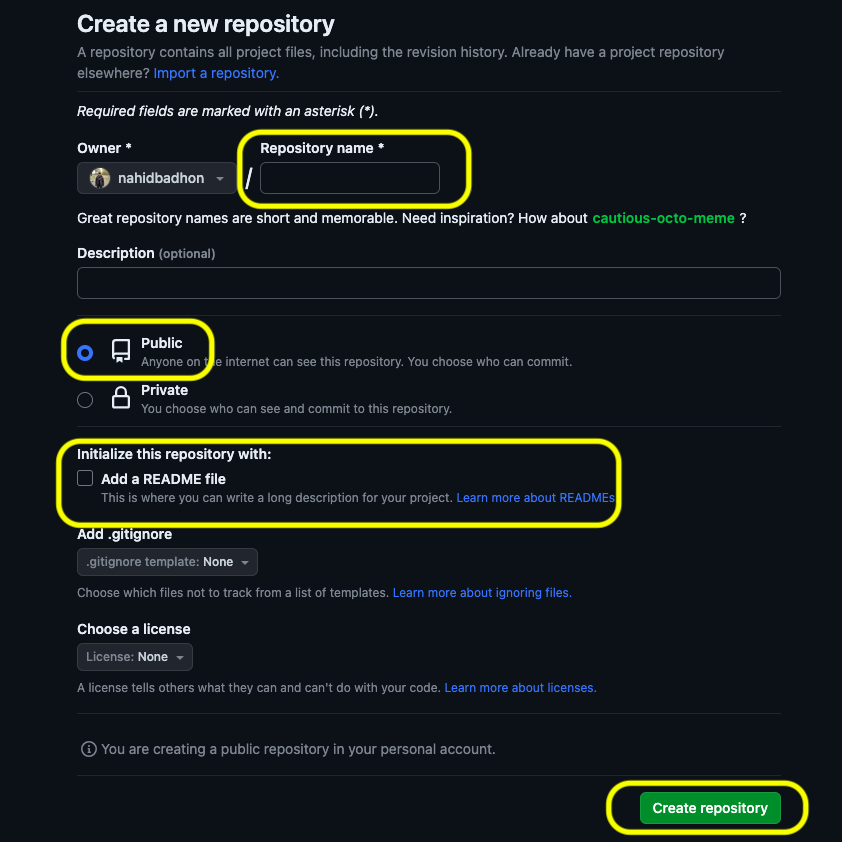 Create a new repository
A repository contains all project files, including the revision history. Already have a project repository
elsewhere? Import a repository.
Required fields are marked with an asterisk (*).
Owner * Repository name *
nahidbadhon /
Great repository names are short and memorable. Need inspiration? How about cautious-octo-meme ?
Description (optional)
Public
Anyone on the internet can see this repository. You choose who can commit.
Private
You choose who can see and commit to this repository.
Initialize this repository with:
Add a README file
This is where you can write a long description for your project. Learn more about READMEs
Add .gitignore
.gitignore template: None
Choose which files not to track from a list of templates. Learn more about ignoring files.
Choose a license
License: None
A license tells others what they can and can't do with your code. Learn more about licenses.
You are creating a public repository in your personal account.
Create repository